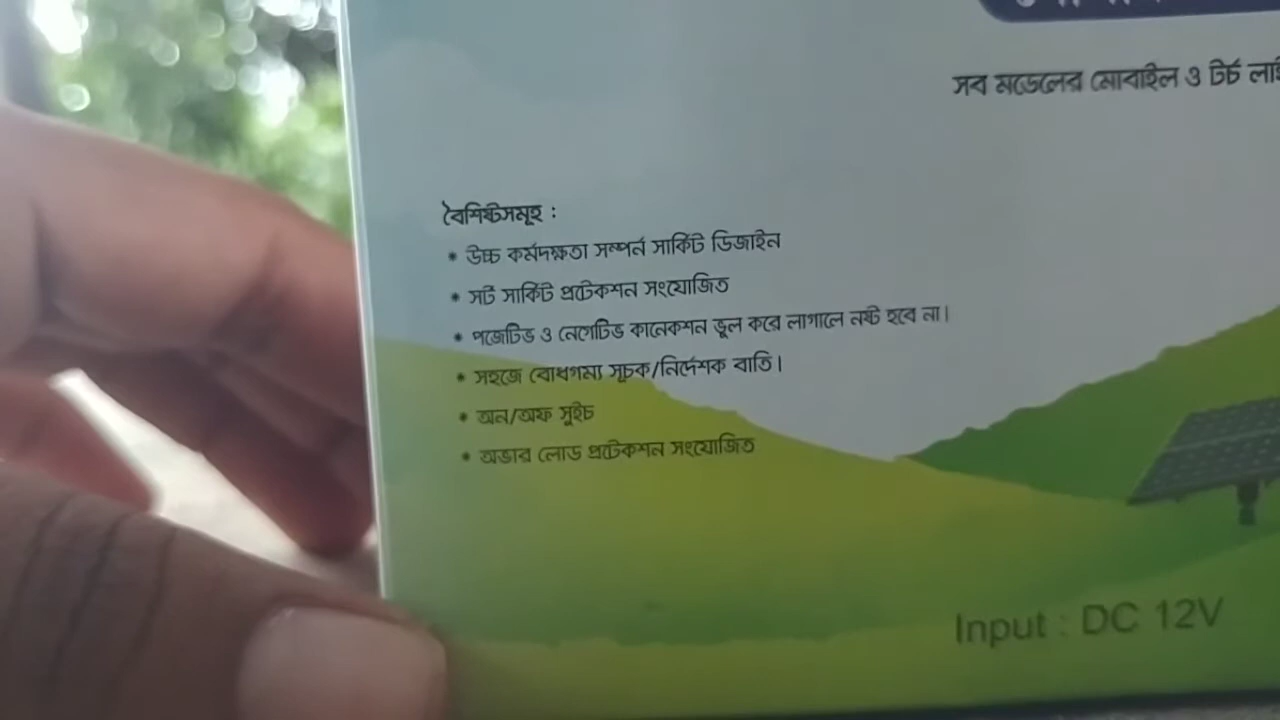 সব মডেলের মোবাইল ও টর্চ
বৈশিষ্টসমূহ :
* উচ্চ কর্মদক্ষতা সম্পর্ন সার্কিট ডিজাইন
* সর্ট সার্কিট প্রটেকশন সংযোজিত
* পজেটিভ ও নেগেটিভ কানেকশন ভুল করে লাগালে নষ্ট হবে না।
* সহজে বোধগম্য সূচক/নির্দেশক বাতি।
* অন/অফ সুইচ
* অভার লোড প্রটেকশন সংযোজিত
Input : DC 12V